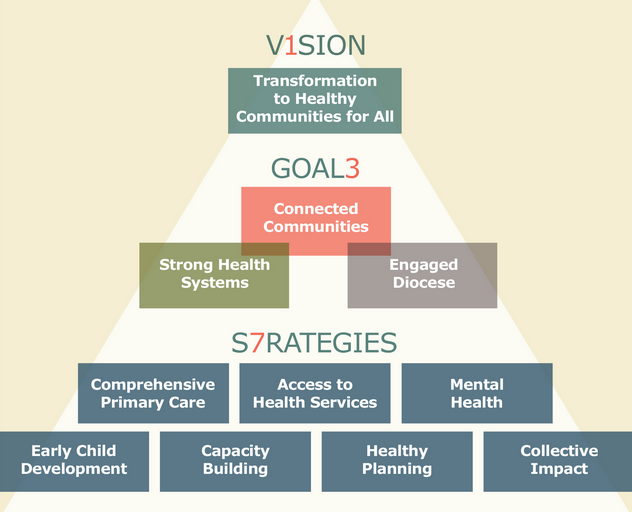 V1SION
Transformation
to Healthy
Communities for All
GOAL3
Connected
Communities
Strong Health
Systems
Engaged
Diocese
S7RATEGIES
Comprehensive
Primary Care
Access to
Health Services
Mental
Health
Early Child
Development
Capacity
Building
Healthy
Planning
Collective
Impact